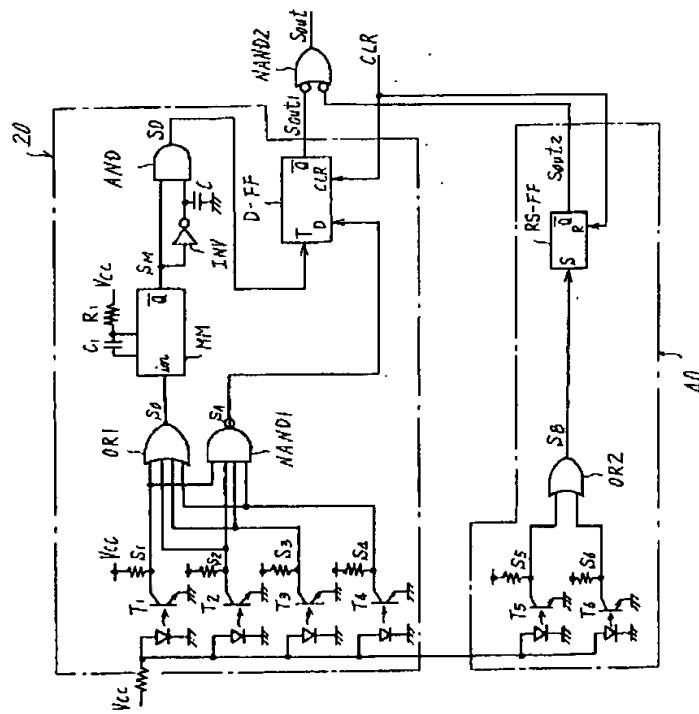 20
Vcc
Vcc
T1
S1
T2
S2
T3
S3
T4
S4
OR1
SO
NAND1
SA
C1
R1
Vcc
in
Q
MM
SM
INV
C
AND
SD
D-FF
T
D
Q
CLR
Sout1
NAND2
Sout
CLR
T5
S5
T6
S6
OR2
SB
RS-FF
S
Q
R
Sout2
40